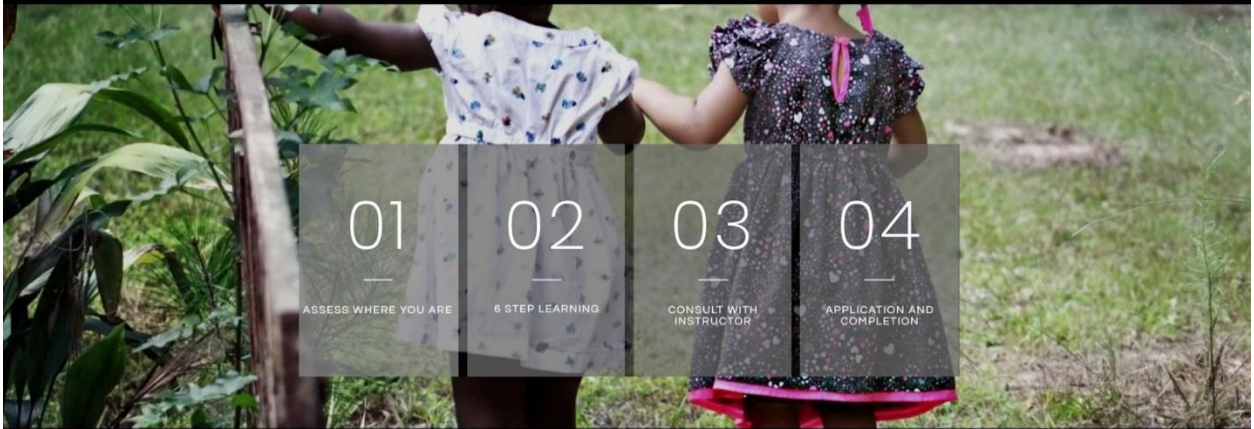 01
ASSESS WHERE YOU ARE
02
6 STEP LEARNING
03
CONSULT WITH
INSTRUCTOR
04
APPLICATION AND
COMPLETION